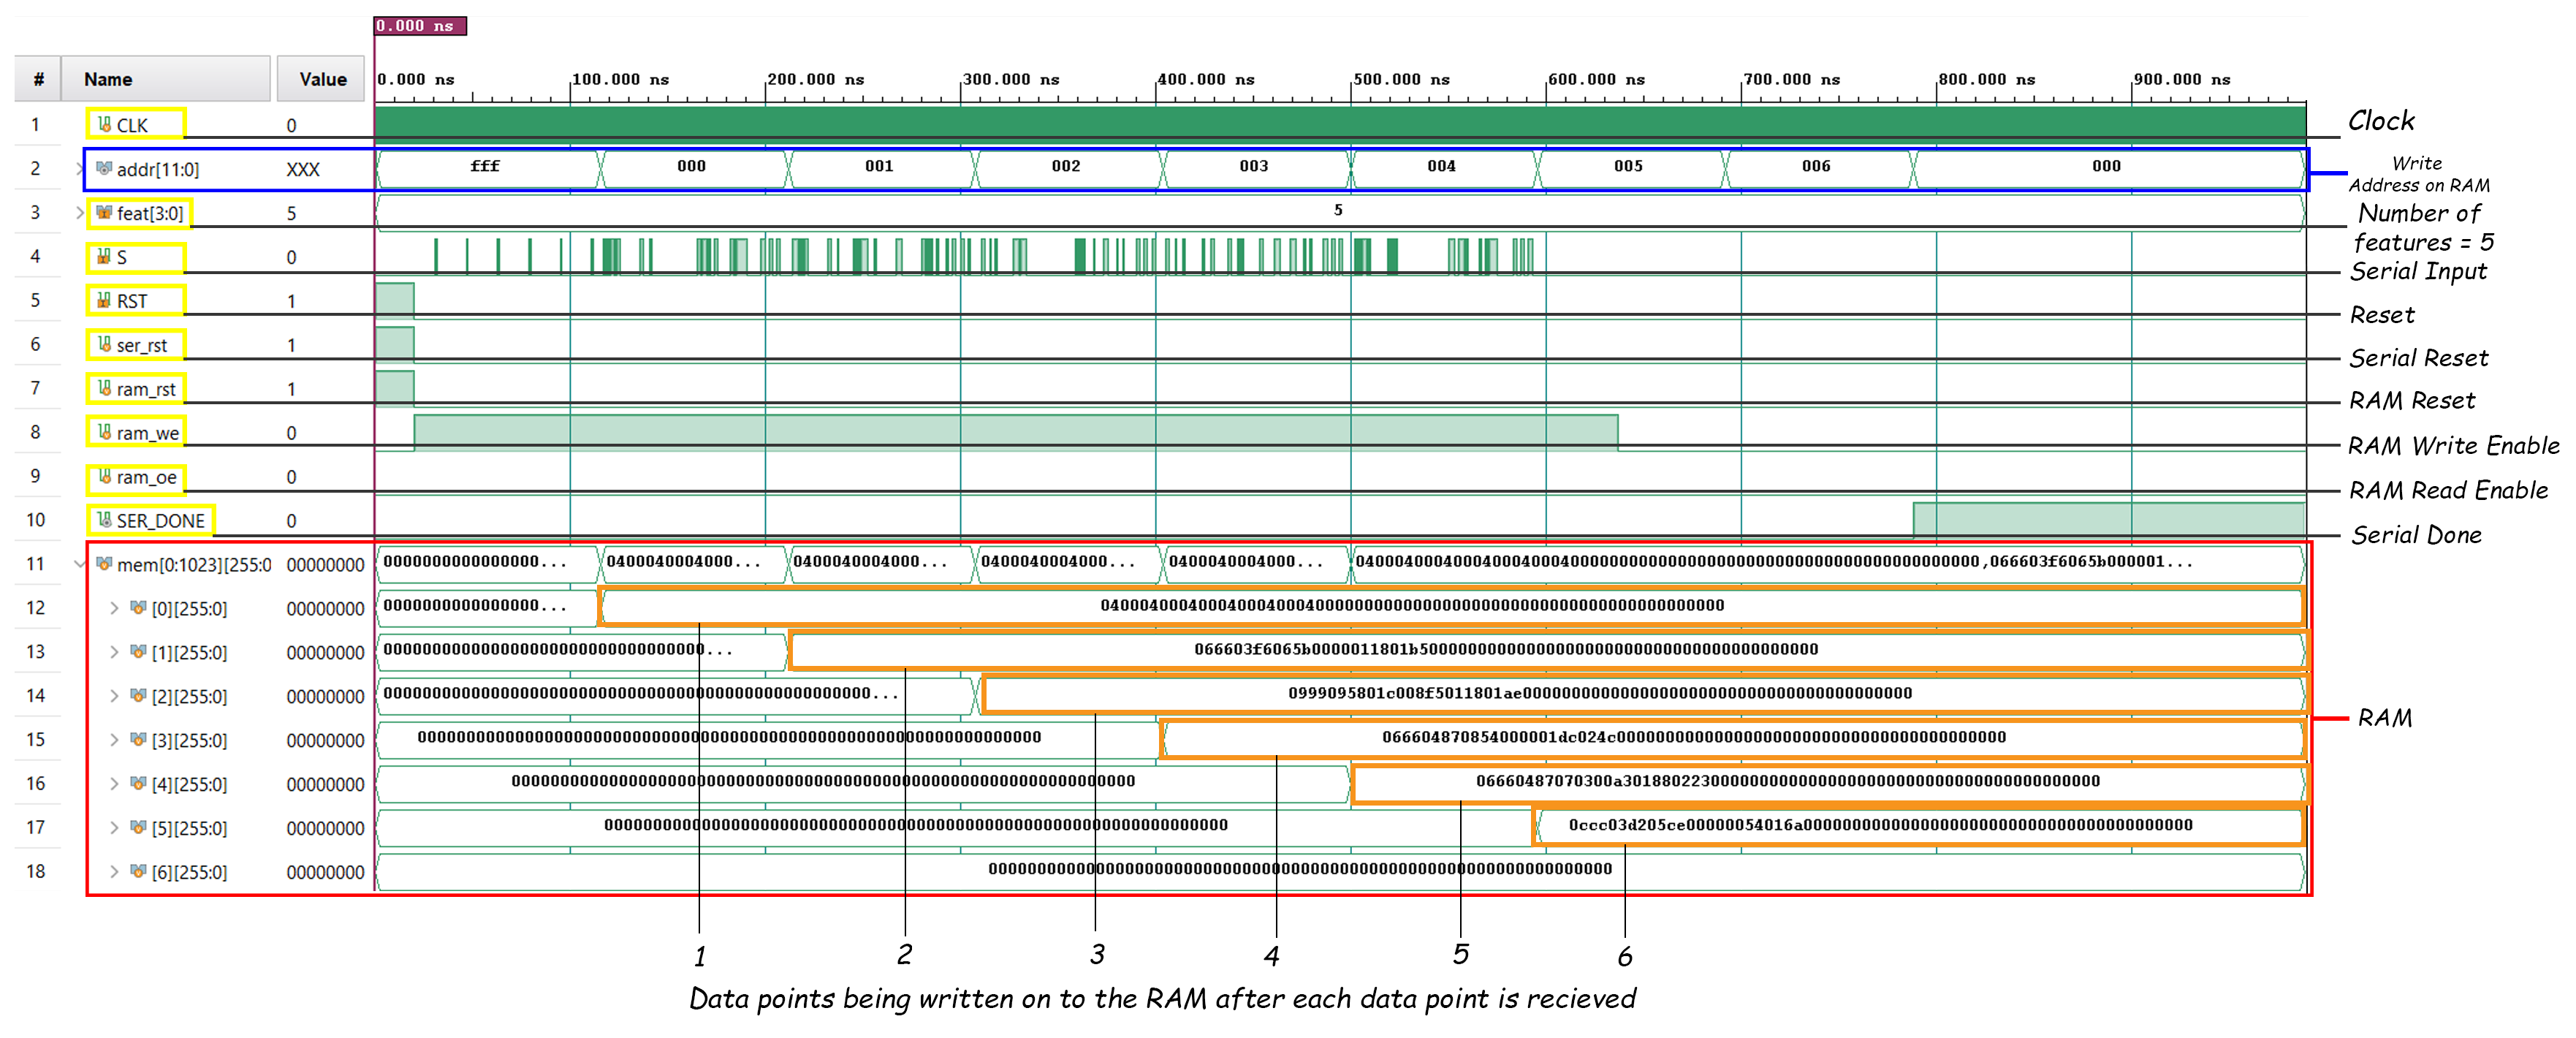 0.000 ns
# Name Value 0.000 ns 100.000 ns 200.000 ns 300.000 ns 400.000 ns 500.000 ns 600.000 ns 700.000 ns 800.000 ns 900.000 ns
1 CLK 0 Clock
2 addr[11:0] XXX fff 000 001 002 003 004 005 006 000 Write
Address on RAM
3 feat[3:0] 5 5 Number of
features = 5
4 S 0 Serial Input
5 RST 1 Reset
6 ser_rst 1 Serial Reset
7 ram_rst 1 RAM Reset
8 ram_we 0 RAM Write Enable
9 ram_oe 0 RAM Read Enable
10 SER_DONE 0 Serial Done
11 mem[0:1023][255:0 00000000 0000000000000000... 0400040004000... 0400040004000... 0400040004000... 0400040004000... 0400040004000400040004000000000000000000000000000000000000000000,066603f6065b000001...
12 [0][255:0] 00000000 0000000000000000... 0400040004000400040004000000000000000000000000000000000000000000
13 [1][255:0] 00000000 000000000000000000000000000000000... 066603f6065b0000011801b50000000000000000000000000000000000000000
14 [2][255:0] 00000000 00000000000000000000000000000000000000000000000000... 0999095801c008f5011801ae0000000000000000000000000000000000000000
15 [3][255:0] 00000000 0000000000000000000000000000000000000000000000000000000000000000 066604870854000001dc024c0000000000000000000000000000000000000000
16 [4][255:0] 00000000 0000000000000000000000000000000000000000000000000000000000000000 06660487070300a3018802230000000000000000000000000000000000000000
17 [5][255:0] 00000000 0000000000000000000000000000000000000000000000000000000000000000 0ccc03d205ce00000054016a0000000000000000000000000000000000000000
18 [6][255:0] 00000000 0000000000000000000000000000000000000000000000000000000000000000
RAM
1 2 3 4 5 6
Data points being written on to the RAM after each data point is recieved